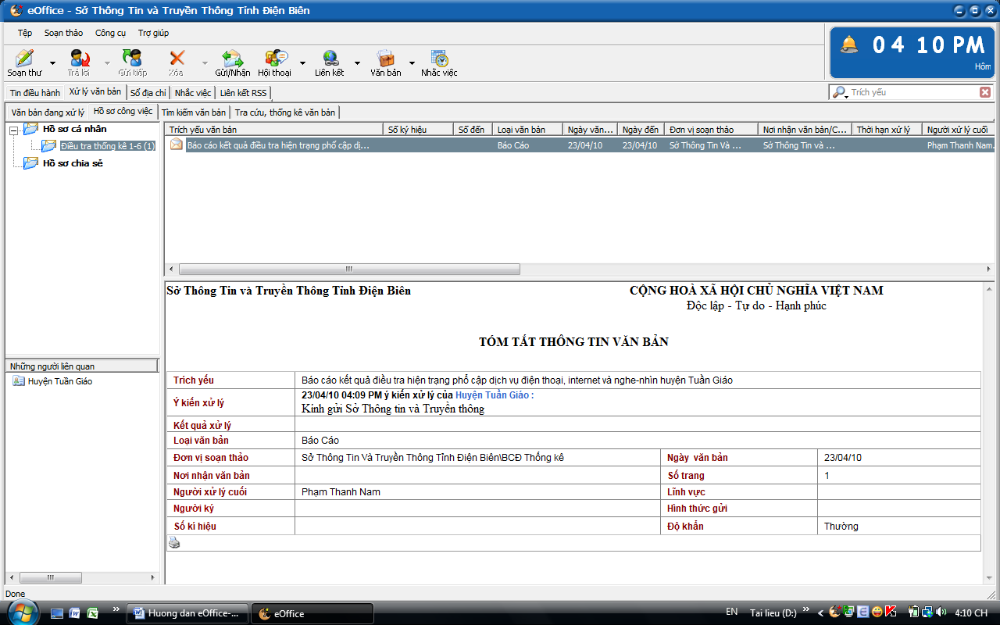 eOffice - Sở Thông Tin và Truyền Thông Tỉnh Điện Biên
Tệp Soạn thảo Công cụ Trợ giúp
04 10 PM
Hôm
Soạn thư Trả lời Gửi tiếp Xóa Gửi/Nhận Hội thoại Liên kết Văn bản Nhắc việc
Tin điều hành Xử lý văn bản Sổ địa chỉ Nhắc việc Liên kết RSS Trích yếu
Văn bản đang xử lý Hồ sơ công việc Tìm kiếm văn bản Tra cứu, thống kê văn bản
Hồ sơ cá nhân
Điều tra thống kê 1-6 (1)
Hồ sơ chia sẻ
Trích yếu văn bản Số ký hiệu Số đến Loại văn bản Ngày văn... Ngày đến Đơn vị soạn thảo Nơi nhận văn bản/C... Thời hạn xử lý Người xử lý cuối
Báo cáo kết quả điều tra hiện trạng phổ cập dị... Báo Cáo 23/04/10 23/04/10 Sở Thông Tin Và ... Sở Thông Tin và ... Phạm Thanh Nam.
Những người liên quan
Huyện Tuần Giáo
Sở Thông Tin và Truyền Thông Tỉnh Điện Biên CỘNG HOÀ XÃ HỘI CHỦ NGHĨA VIỆT NAM
Độc lập - Tự do - Hạnh phúc
TÓM TẮT THÔNG TIN VĂN BẢN
Trích yếu Báo cáo kết quả điều tra hiện trạng phổ cập dịch vụ điện thoại, internet và nghe-nhìn huyện Tuần Giáo
Ý kiến xử lý 23/04/10 04:09 PM ý kiến xử lý của Huyện Tuần Giáo :
Kính gửi Sở Thông tin và Truyền thông
Kết quả xử lý
Loại văn bản Báo Cáo
Đơn vị soạn thảo Sở Thông Tin Và Truyền Thông Tỉnh Điện Biên\BCĐ Thống kê Ngày văn bản 23/04/10
Nơi nhận văn bản Số trang 1
Người xử lý cuối Phạm Thanh Nam Lĩnh vực
Người ký Hình thức gửi
Số kí hiệu Độ khẩn Thường
Done
Huong dan eOffice-... eOffice EN Tai lieu (D:) 4:10 CH